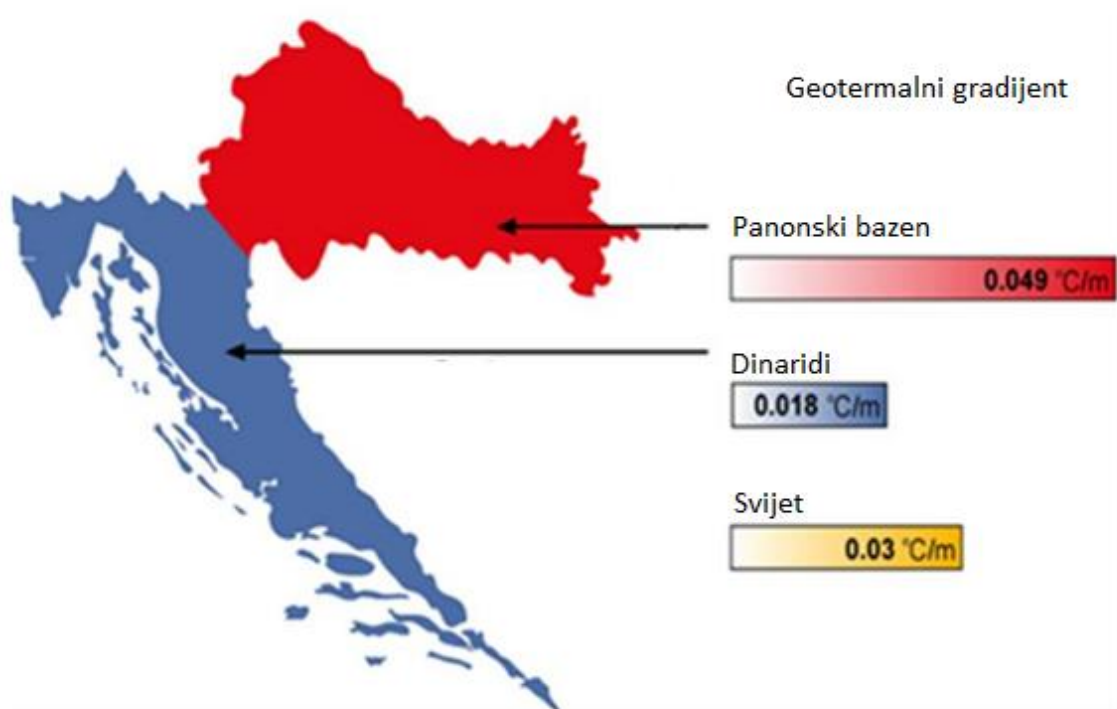 Geotermalni gradijent
Panonski bazen
0.049 °C/m
Dinaridi
0.018 °C/m
Svijet
0.03 °C/m